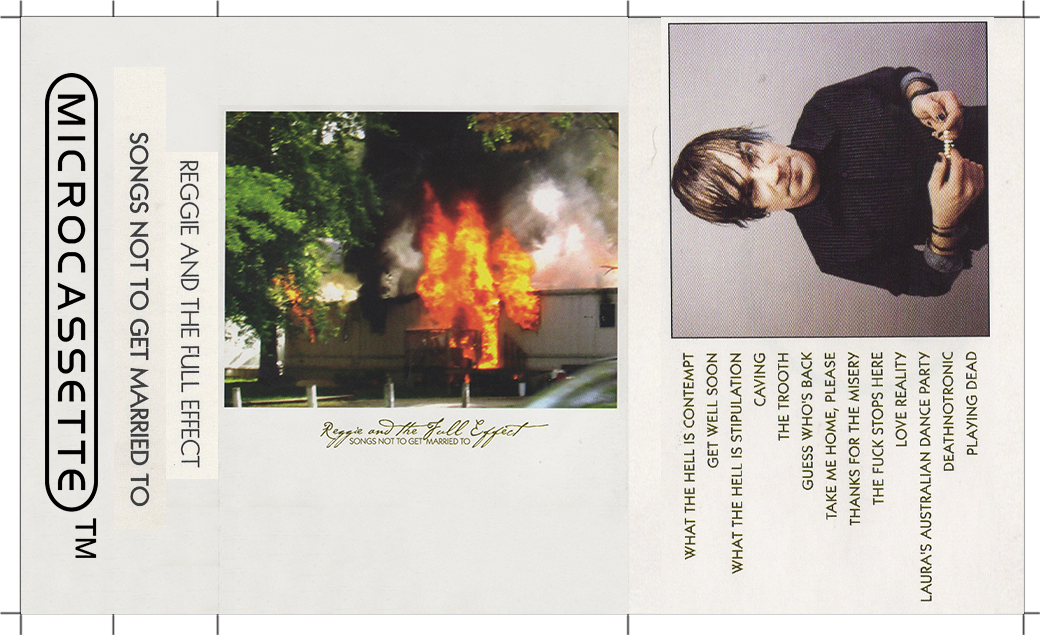 MICROCASSETTE™
SONGS NOT TO GET MARRIED TO
REGGIE AND THE FULL EFFECT
Reggie and the Full Effect
SONGS NOT TO GET MARRIED TO
WHAT THE HELL IS CONTEMPT
GET WELL SOON
WHAT THE HELL IS STIPULATION
CAVING
THE TROOTH
GUESS WHO'S BACK
TAKE ME HOME, PLEASE
THANKS FOR THE MISERY
THE FUCK STOPS HERE
LOVE REALITY
LAURA'S AUSTRALIAN DANCE PARTY
DEATHNOTRONIC
PLAYING DEAD